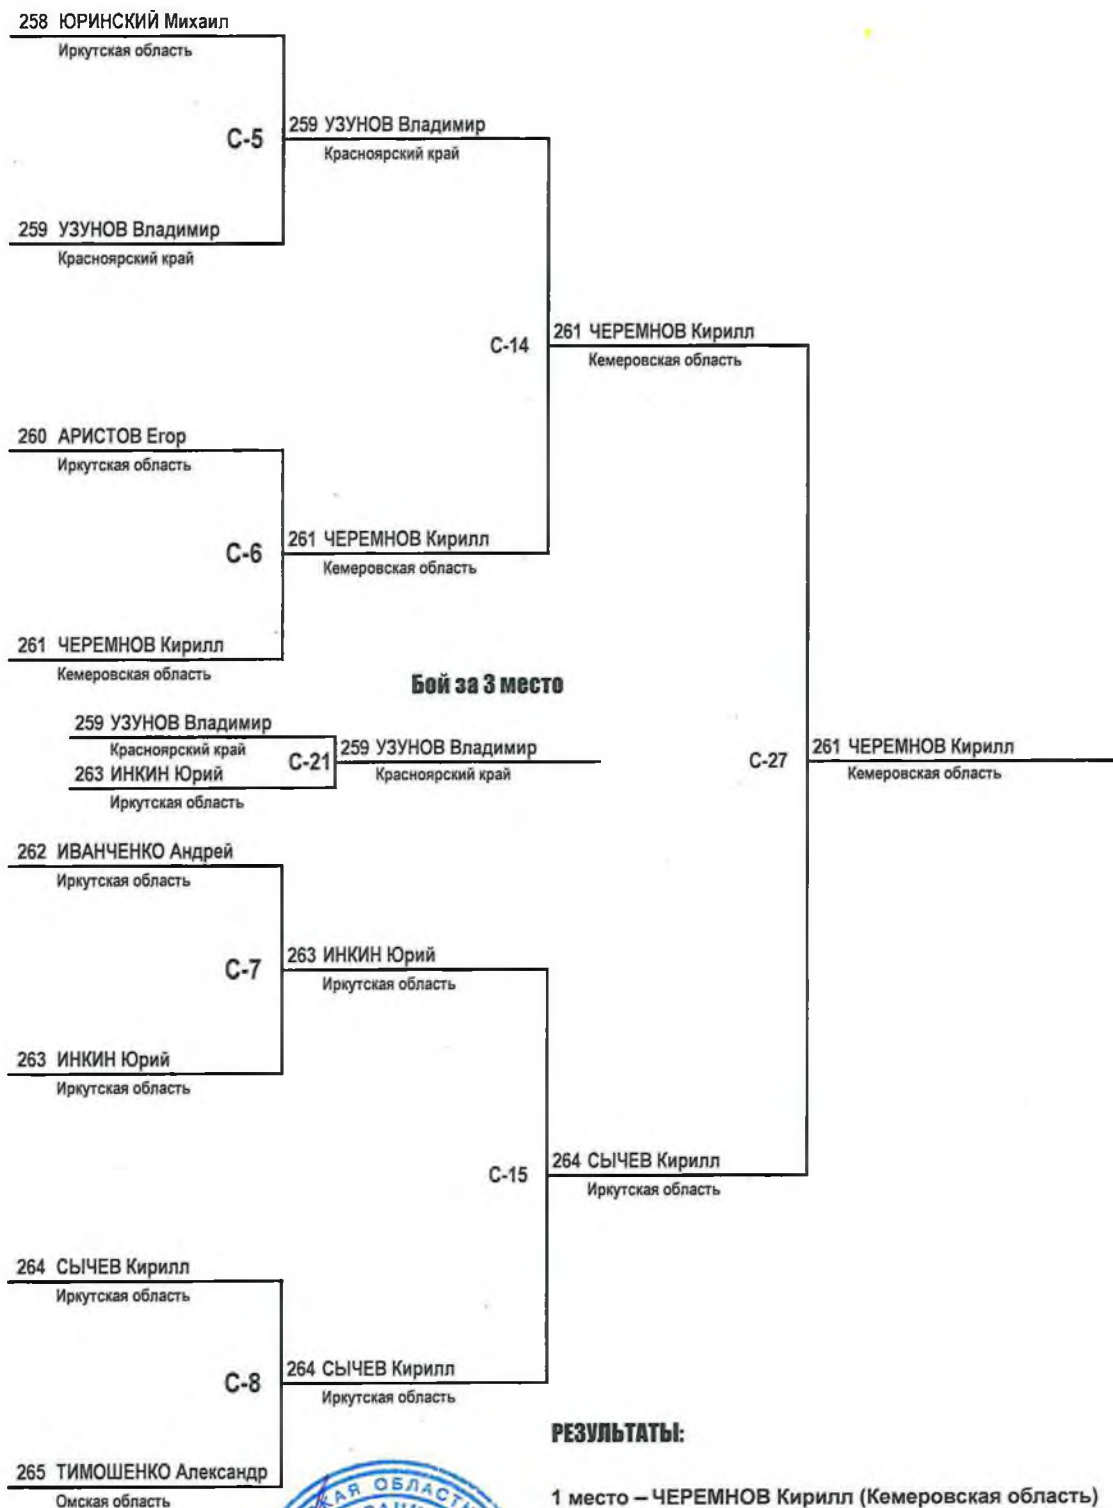 258 ЮРИНСКИЙ Михаил
Иркутская область
С-5
259 УЗУНОВ Владимир
Красноярский край
259 УЗУНОВ Владимир
Красноярский край
С-14
261 ЧЕРЕМНОВ Кирилл
Кемеровская область
260 АРИСТОВ Егор
Иркутская область
С-6
261 ЧЕРЕМНОВ Кирилл
Кемеровская область
261 ЧЕРЕМНОВ Кирилл
Кемеровская область
Бой за 3 место
259 УЗУНОВ Владимир
Красноярский край
263 ИНКИН Юрий
Иркутская область
С-21
259 УЗУНОВ Владимир
Красноярский край
С-27
261 ЧЕРЕМНОВ Кирилл
Кемеровская область
262 ИВАНЧЕНКО Андрей
Иркутская область
С-7
263 ИНКИН Юрий
Иркутская область
263 ИНКИН Юрий
Иркутская область
С-15
264 СЫЧЕВ Кирилл
Иркутская область
264 СЫЧЕВ Кирилл
Иркутская область
С-8
264 СЫЧЕВ Кирилл
Иркутская область
265 ТИМОШЕНКО Александр
Омская область
РЕЗУЛЬТАТЫ:
1 место – ЧЕРЕМНОВ Кирилл (Кемеровская область)